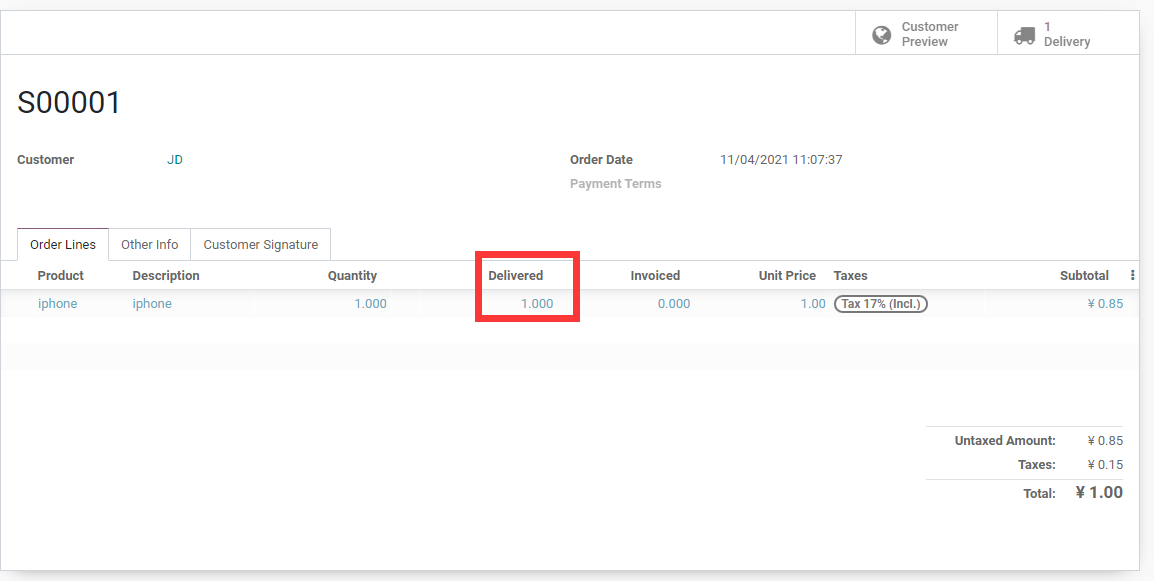 Customer Preview
1 Delivery
S00001
Customer JD Order Date 11/04/2021 11:07:37
Payment Terms
Order Lines Other Info Customer Signature
Product Description Quantity Delivered Invoiced Unit Price Taxes Subtotal
iphone iphone 1.000 1.000 0.000 1.00 Tax 17% (Incl.) ¥ 0.85
Untaxed Amount: ¥ 0.85
Taxes: ¥ 0.15
Total: ¥ 1.00